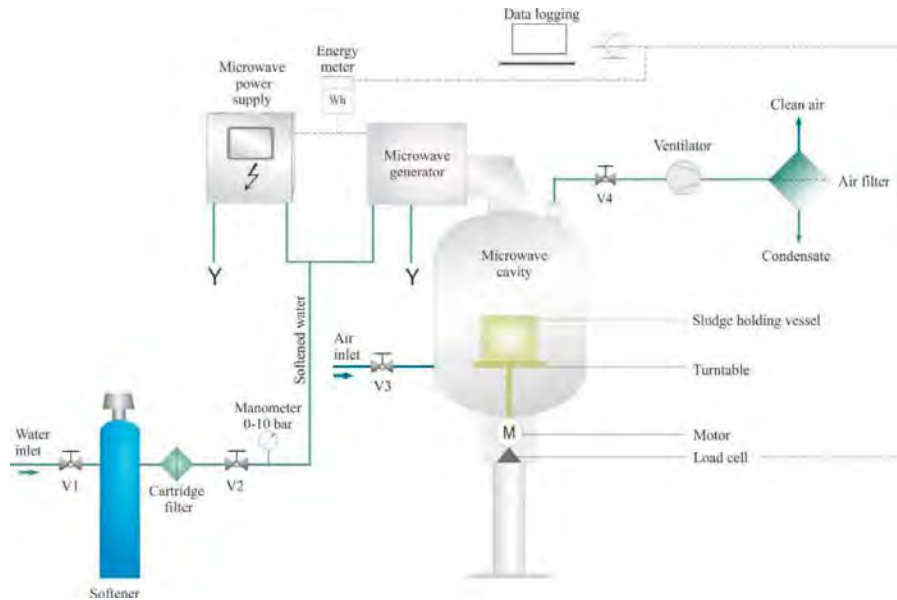 Data logging
Energy
meter
Microwave
power
supply
Wh
Clean air
Microwave
generator
Ventilator
Air filter
V4
Y
Y
Microwave
cavity
Condensate
Softened water
Sludge holding vessel
Air
inlet
V3
Turntable
Manometer
0-10 bar
M
Motor
Water
inlet
Load cell
V1
V2
Cartridge
filter
Softener